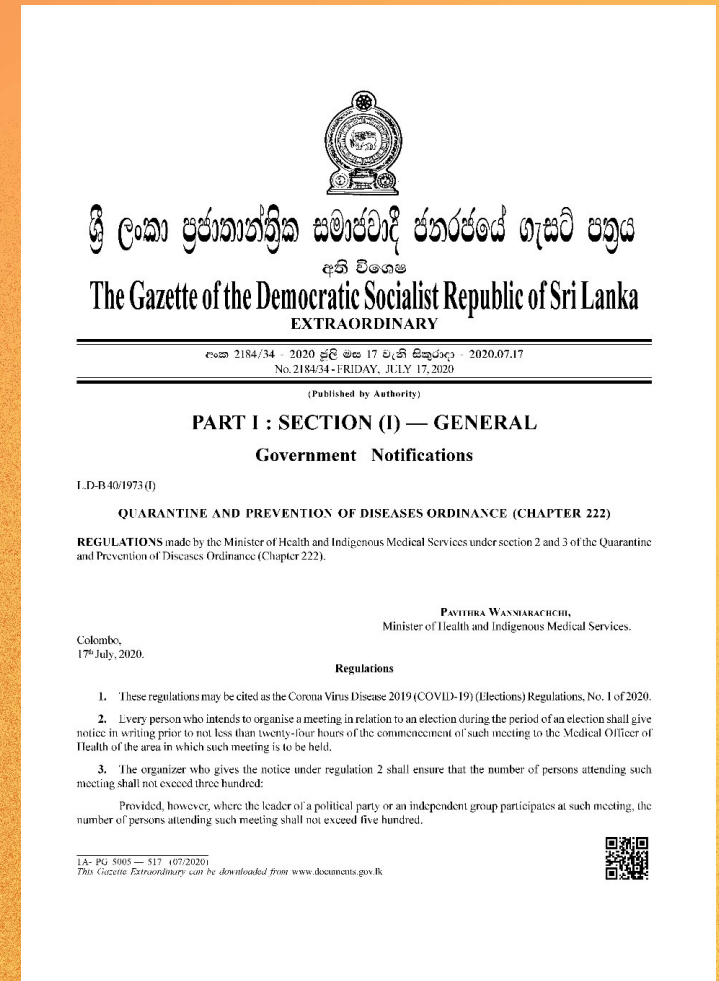 ශ්‍රී ලංකා ප්‍රජාතාන්ත්‍රික සමාජවාදී ජනරජයේ ගැසට් පත්‍රය
අති විශෙෂ
The Gazette of the Democratic Socialist Republic of Sri Lanka
EXTRAORDINARY
අංක 2184/34 - 2020 ජූලි මස 17 වැනි සිකුරාදා - 2020.07.17
No. 2184/34 - FRIDAY, JULY 17, 2020
(Published by Authority)
PART I : SECTION (I) — GENERAL
Government Notifications
L.D-B 40/1973 (I)
QUARANTINE AND PREVENTION OF DISEASES ORDINANCE (CHAPTER 222)
REGULATIONS made by the Minister of Health and Indigenous Medical Services under section 2 and 3 of the Quarantine
and Prevention of Diseases Ordinance (Chapter 222).
PAVITHRA WANNIARACHCHI,
Minister of Health and Indigenous Medical Services.
Colombo,
17th July, 2020.
Regulations
1. These regulations may be cited as the Corona Virus Disease 2019 (COVID-19) (Elections) Regulations, No. 1 of 2020.
2. Every person who intends to organise a meeting in relation to an election during the period of an election shall give
notice in writing prior to not less than twenty-four hours of the commencement of such meeting to the Medical Officer of
Health of the area in which such meeting is to be held.
3. The organizer who gives the notice under regulation 2 shall ensure that the number of persons attending such
meeting shall not exceed three hundred:
Provided, however, where the leader of a political party or an independent group participates at such meeting, the
number of persons attending such meeting shall not exceed five hundred.
1A- PG 5005 — 517 (07/2020)
This Gazette Extraordinary can be downloaded from www.documents.gov.lk